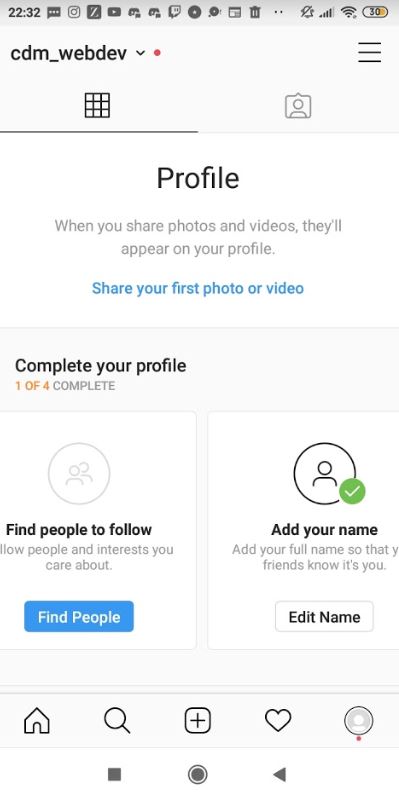 22:32
30
cdm_webdev
Profile
When you share photos and videos, they'll
appear on your profile.
Share your first photo or video
Complete your profile
1 OF 4 COMPLETE
Find people to follow
llow people and interests you
care about.
Find People
Add your name
Add your full name so that y
friends know it's you.
Edit Name